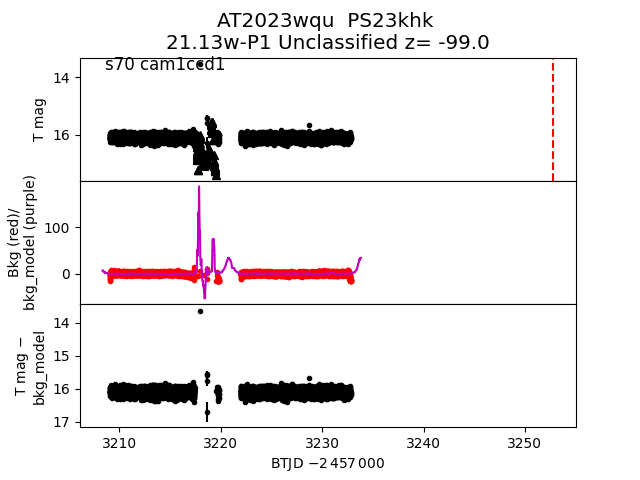 AT2023wqu  PS23khk
21.13w-P1 Unclassified z= -99.0
s70 cam1ccd1
14
16
T mag
100
0
Bkg (red)/
bkg_model (purple)
14
15
16
17
T mag −
bkg_model
3210
3220
3230
3240
3250
BTJD −2 457 000